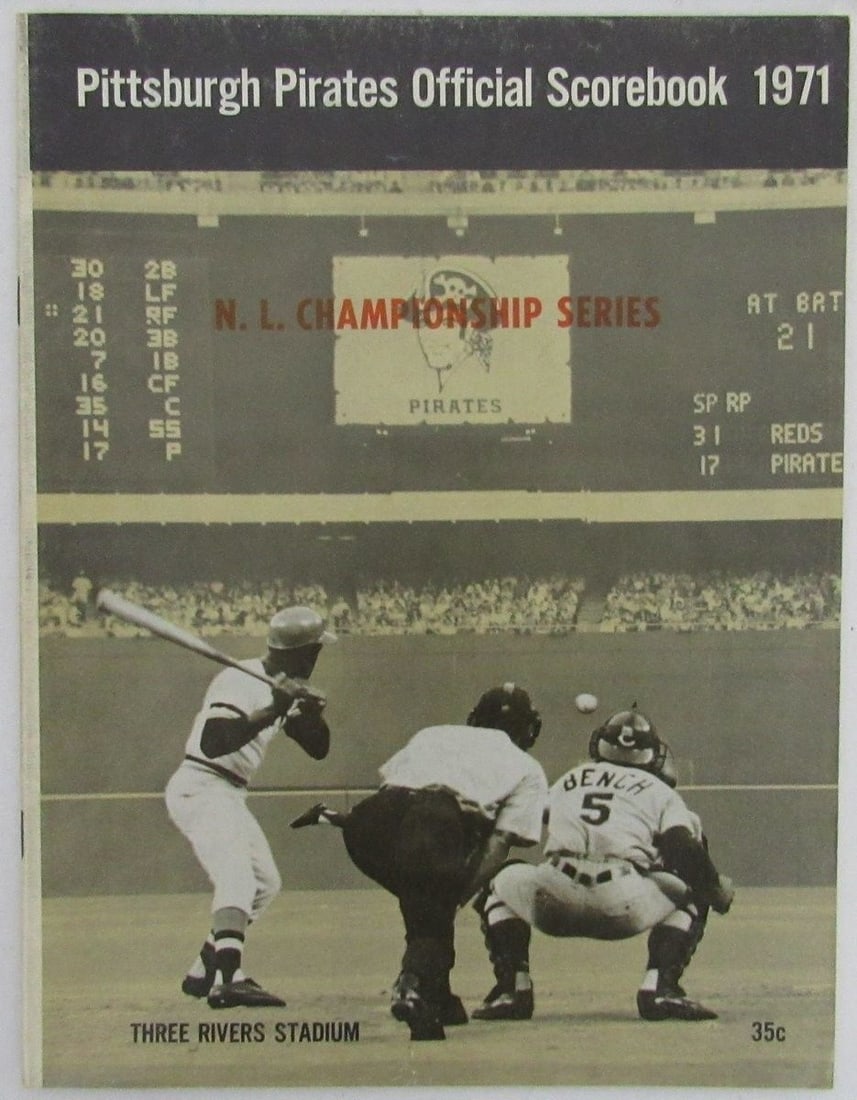 Pittsburgh Pirates Official Scorebook 1971
30 2B
18 LF
21 RF
20 3B
7 1B
16 CF
35 C
14 SS
17 P
N. L. CHAMPIONSHIP SERIES
PIRATES
AT BAT
21
SP RP
31 REDS
17 PIRATE
BENCH
5
C
THREE RIVERS STADIUM
35c